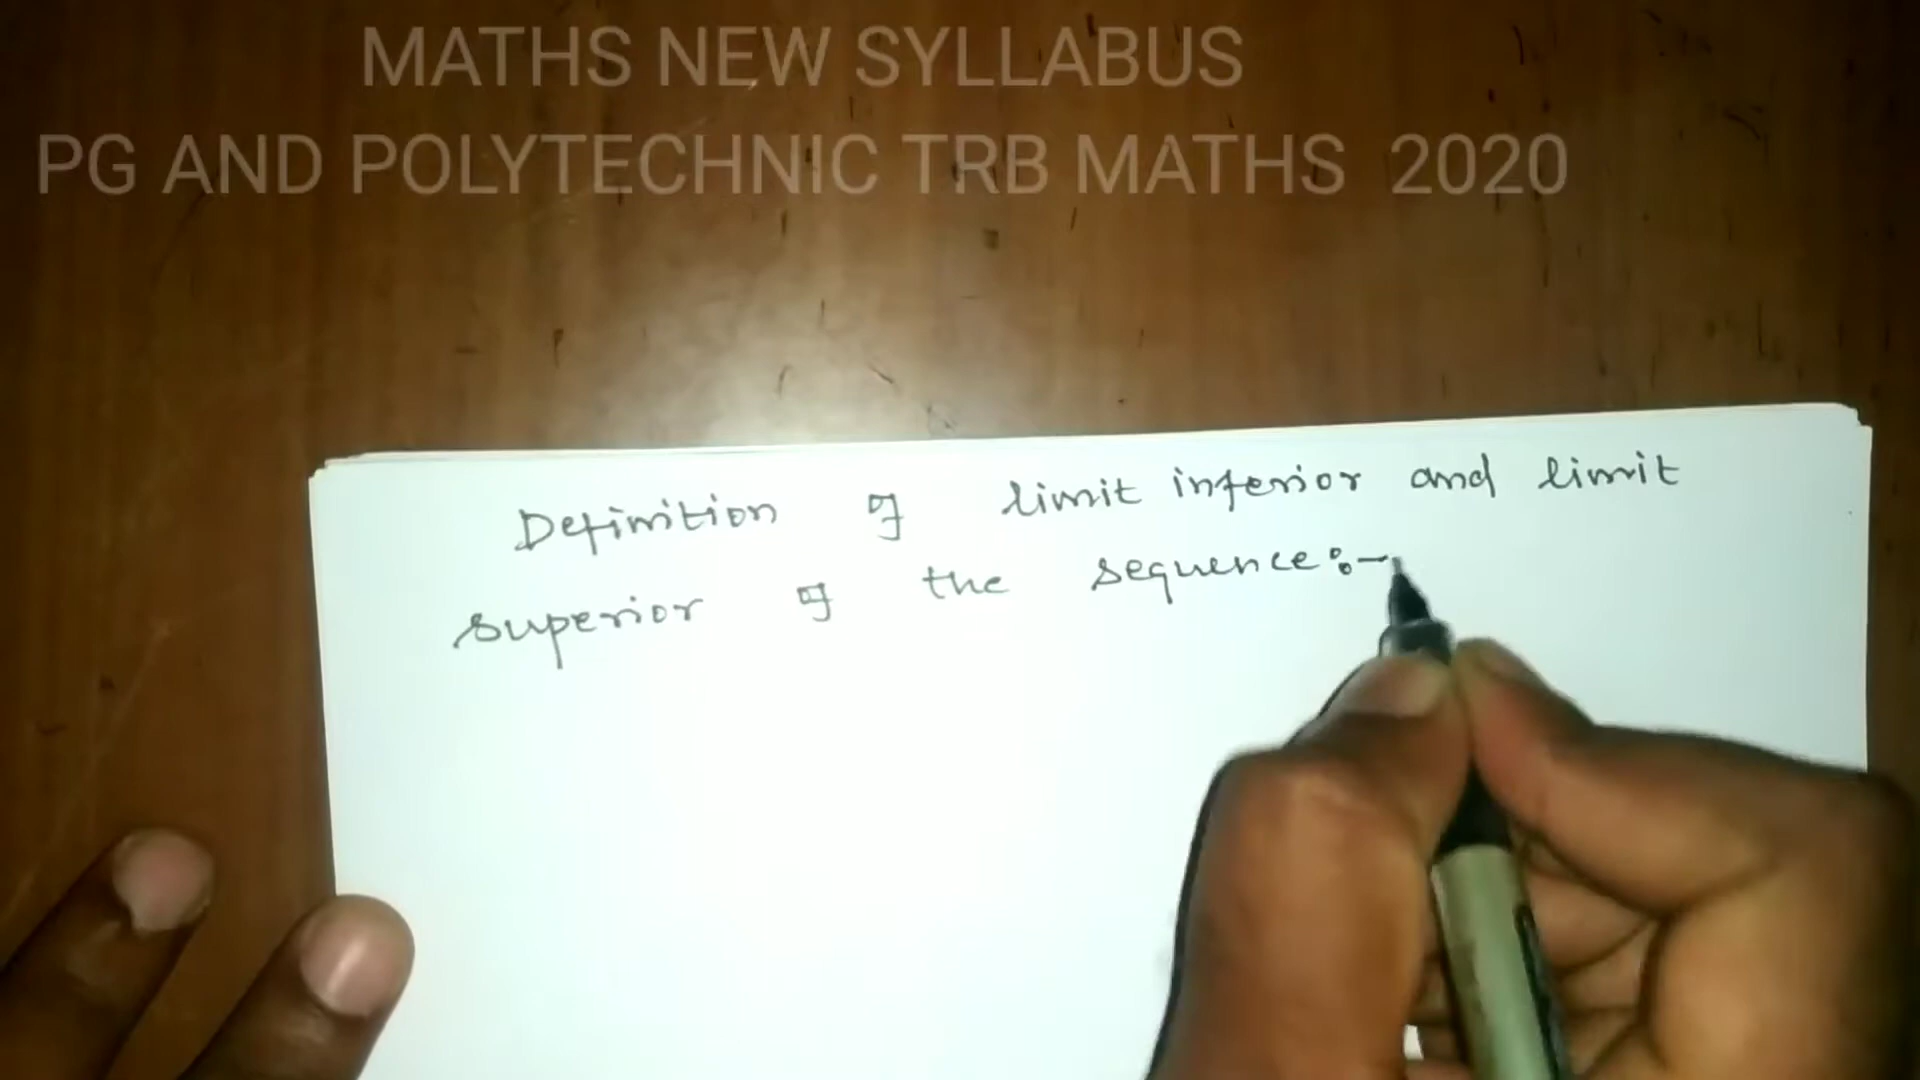 MATHS NEW SYLLABUS
PG AND POLYTECHNIC TRB MATHS 2020
Definition of limit inferior and limit
superior of the sequence:-